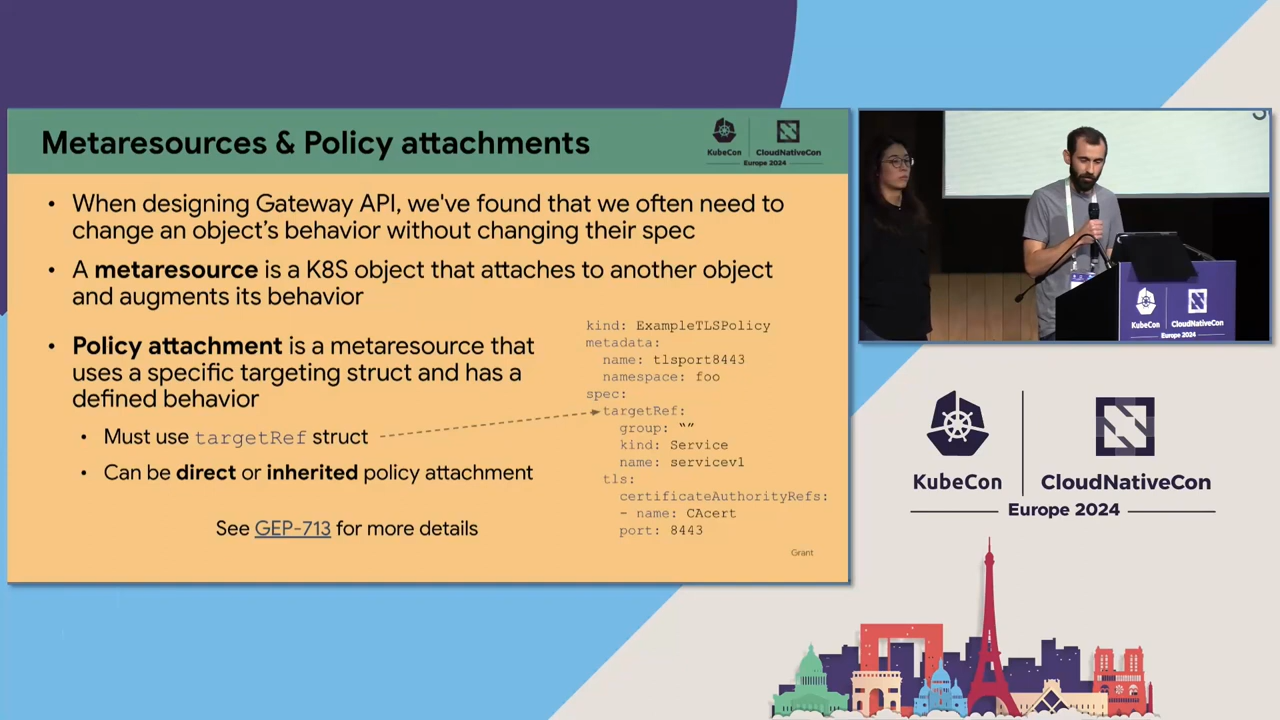 Metaresources & Policy attachments
KubeCon
CloudNativeCon
Europe 2024
• When designing Gateway API, we've found that we often need to
change an object's behavior without changing their spec
• A metaresource is a K8S object that attaches to another object
and augments its behavior
• Policy attachment is a metaresource that
uses a specific targeting struct and has a
defined behavior
• Must use targetRef struct
• Can be direct or inherited policy attachment
See GEP-713 for more details
kind: ExampleTLSPolicy
metadata:
name: tlsport8443
namespace: foo
spec:
targetRef:
group: “”
kind: Service
name: servicev1
tls:
certificateAuthorityRefs:
- name: CAcert
port: 8443
Grant
KubeCon
CloudNativeCon
Europe 2024
KubeCon
CloudNativeCon
Europe 2024